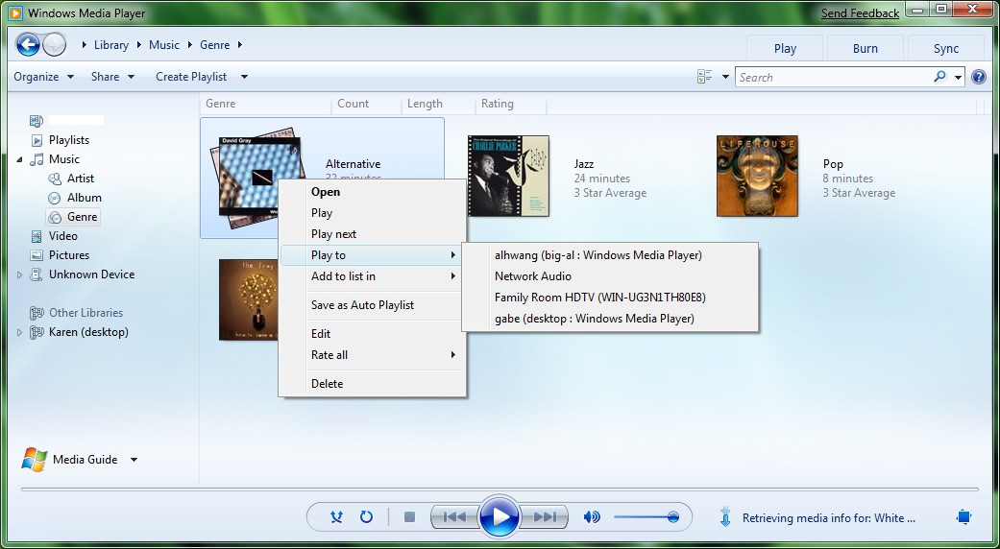 Windows Media Player
Send Feedback
Library Music Genre
Play Burn Sync
Organize Share Create Playlist
Search
Genre Count Length Rating
Playlists
Music
Artist
Album
Genre
Video
Pictures
Unknown Device
Other Libraries
Karen (desktop)
Media Guide
David Gray
Alternative
32 minutes
CHARLIE PARKER
Jazz
24 minutes
3 Star Average
LIFEHOUSE
Pop
8 minutes
3 Star Average
the fray
Open
Play
Play next
Play to
Add to list in
Save as Auto Playlist
Edit
Rate all
Delete
alhwang (big-al : Windows Media Player)
Network Audio
Family Room HDTV (WIN-UG3N1TH80E8)
gabe (desktop : Windows Media Player)
Retrieving media info for: White ...